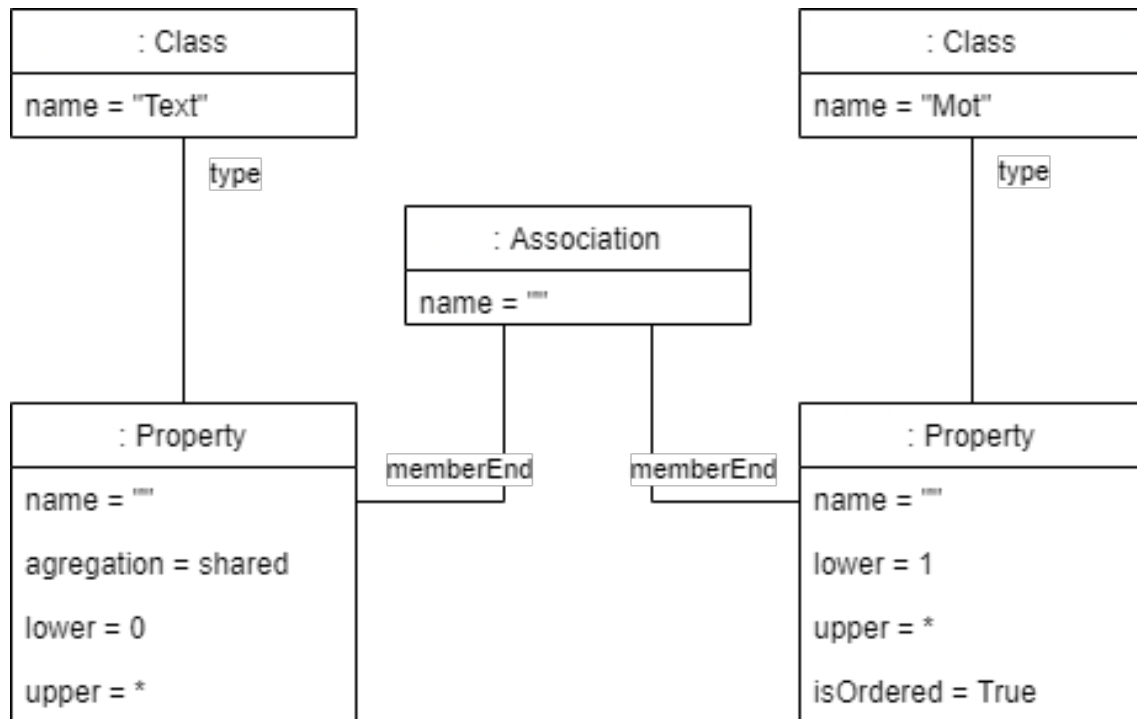 : Class
name = "Text"
type
: Class
name = "Mot"
type
: Association
name = ""
memberEnd
memberEnd
: Property
name = ""
agregation = shared
lower = 0
upper = *
: Property
name = ""
lower = 1
upper = *
isOrdered = True